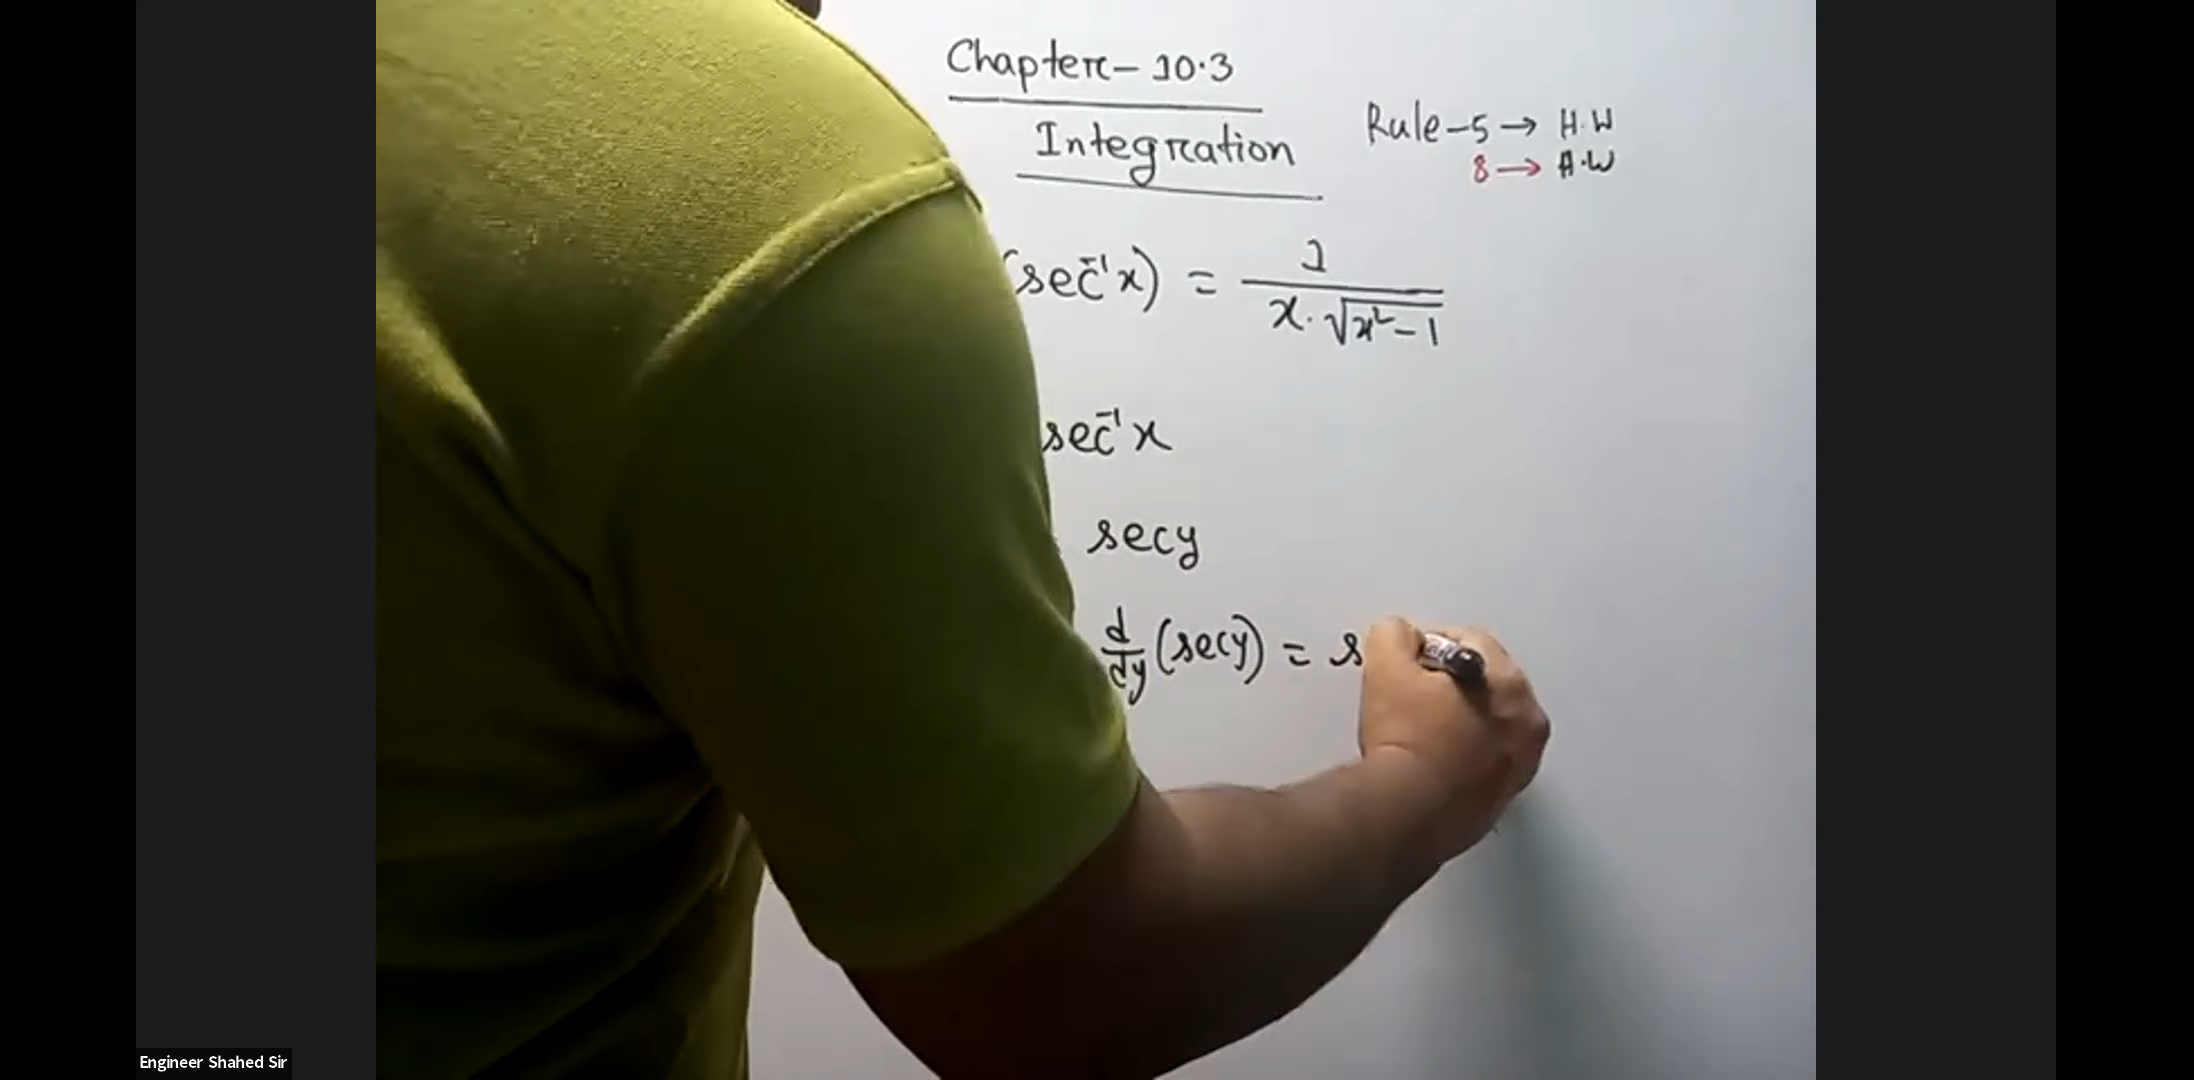 Chapter - 10.3
Integration
Rule - 5 → H.W
8 → A.W
(sec⁻¹x) = 1 / x.√x²-1
sec⁻¹x
secy
d/dy (secy) = s
Engineer Shahed Sir